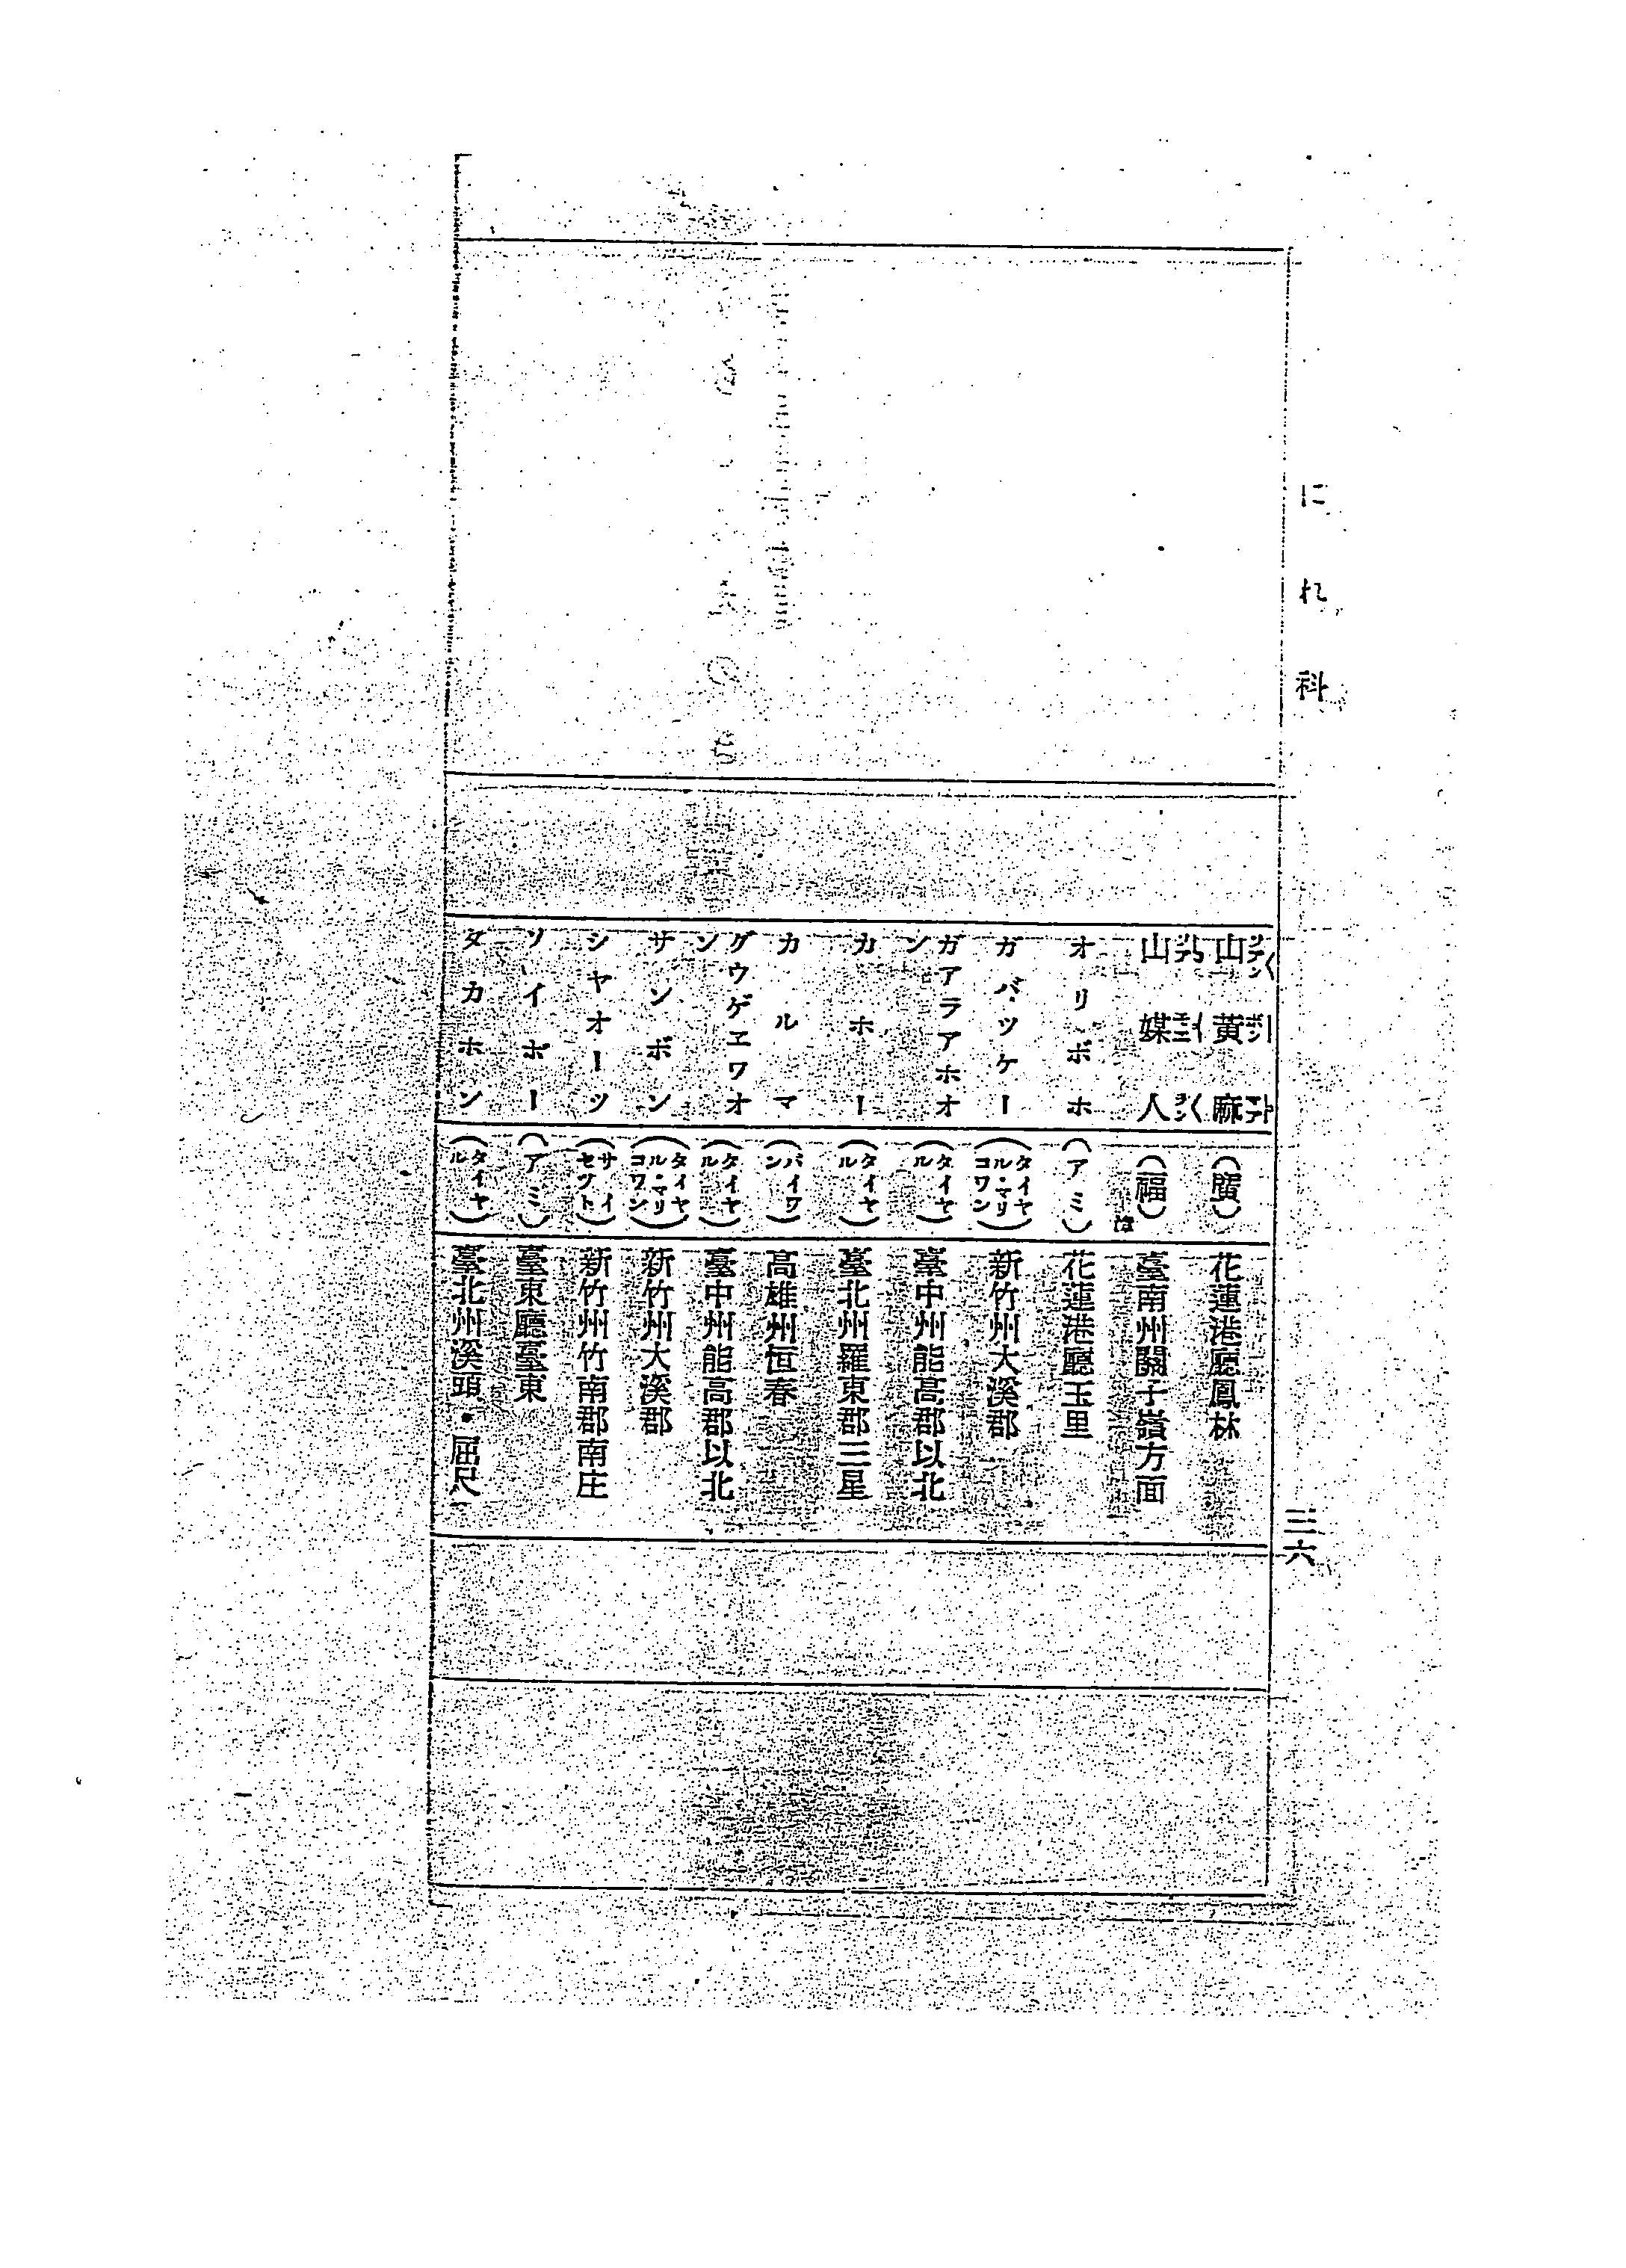 にれ科
三六
山黄麻 (廣) 花蓮港廳鳳林
山媒人 (福) 臺南州關子嶺方面
オリボホ (アミ) 花蓮港廳玉里
ガバツケー (タイヤル・マリコワン) 新竹州大溪郡
ガアラアホオン (タイヤル) 臺中州能高郡以北
カホー (タイヤル) 臺北州羅東郡三星
カルマ (パイワン) 高雄州恒春
グウゲエワオン (タイヤル) 臺中州能高郡以北
サンボン (タイヤル・マリコワン) 新竹州大溪郡
シヤオーツ (サイセツト) 新竹州竹南郡南庄
ソイポー (アミ) 臺東廳臺東
タカホン (タイヤル) 臺北州溪頭・屈尺